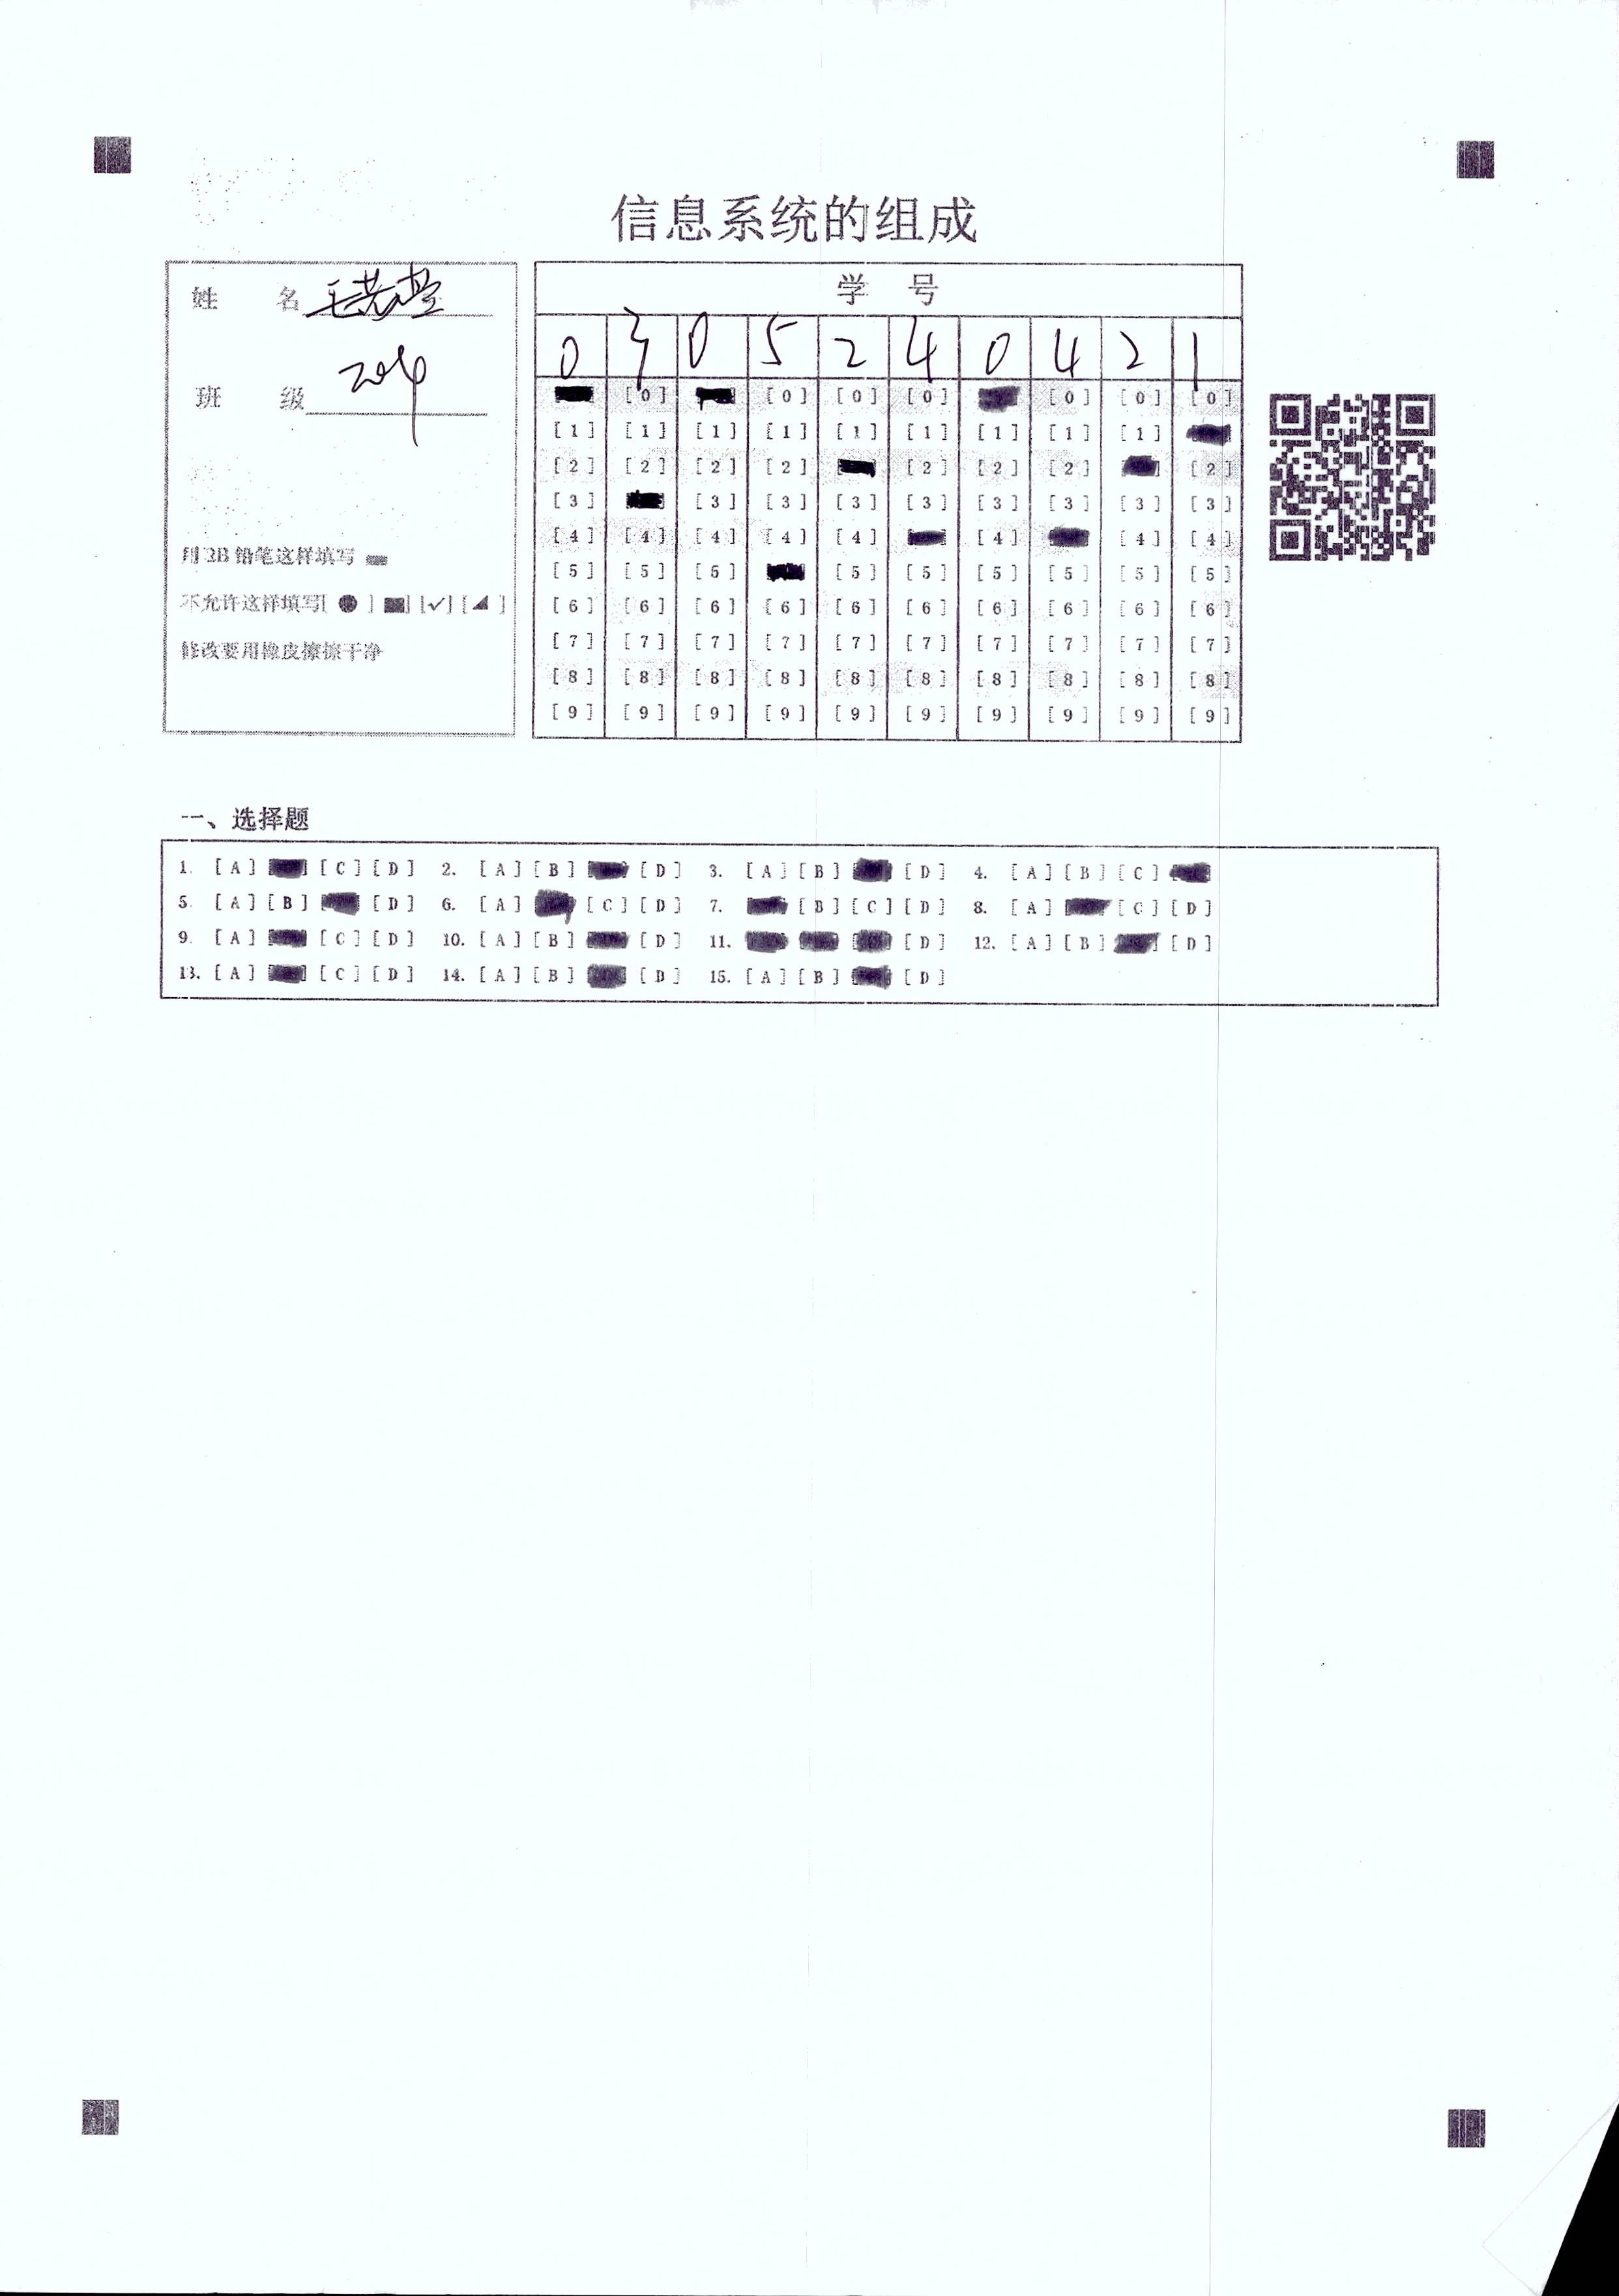 信息系统的组成
姓 名
学 号
0 3 0 5 2 4 0 4 2 1
班 级 204
[0] [0] [0] [0] [0] [0] [0]
[1] [1] [1] [1] [1] [1] [1] [1] [1]
[2] [2] [2] [2] [2] [2] [2] [2]
[3] [3] [3] [3] [3] [3] [3] [3] [3]
[4] [4] [4] [4] [4] [4] [4] [4]
[5] [5] [5] [5] [5] [5] [5] [5] [5]
[6] [6] [6] [6] [6] [6] [6] [6] [6] [6]
[7] [7] [7] [7] [7] [7] [7] [7] [7] [7]
[8] [8] [8] [8] [8] [8] [8] [8] [8] [8]
[9] [9] [9] [9] [9] [9] [9] [9] [9] [9]
用2B铅笔这样填写
不允许这样填写[●] [■] [✓] [◢]
修改要用橡皮擦擦干净
一、选择题
1. [A] [C] [D] 2. [A] [B] [D] 3. [A] [B] [D] 4. [A] [B] [C]
5. [A] [B] [D] 6. [A] [C] [D] 7. [B] [C] [D] 8. [A] [C] [D]
9. [A] [C] [D] 10. [A] [B] [D] 11. [D] 12. [A] [B] [D]
13. [A] [C] [D] 14. [A] [B] [D] 15. [A] [B] [D]